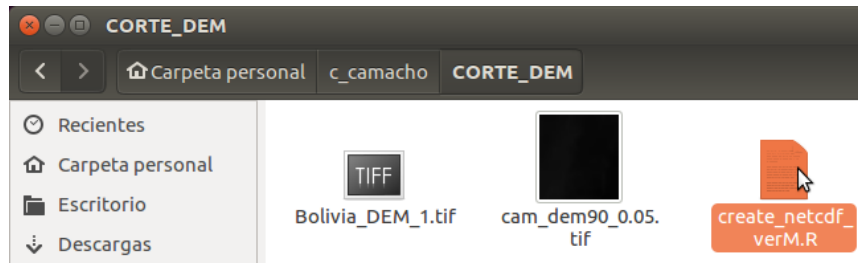 CORTE_DEM
Carpeta personal c_camacho CORTE_DEM
Recientes
Carpeta personal
Escritorio
Descargas
TIFF
Bolivia_DEM_1.tif
cam_dem90_0.05.
tif
create_netcdf_
verM.R